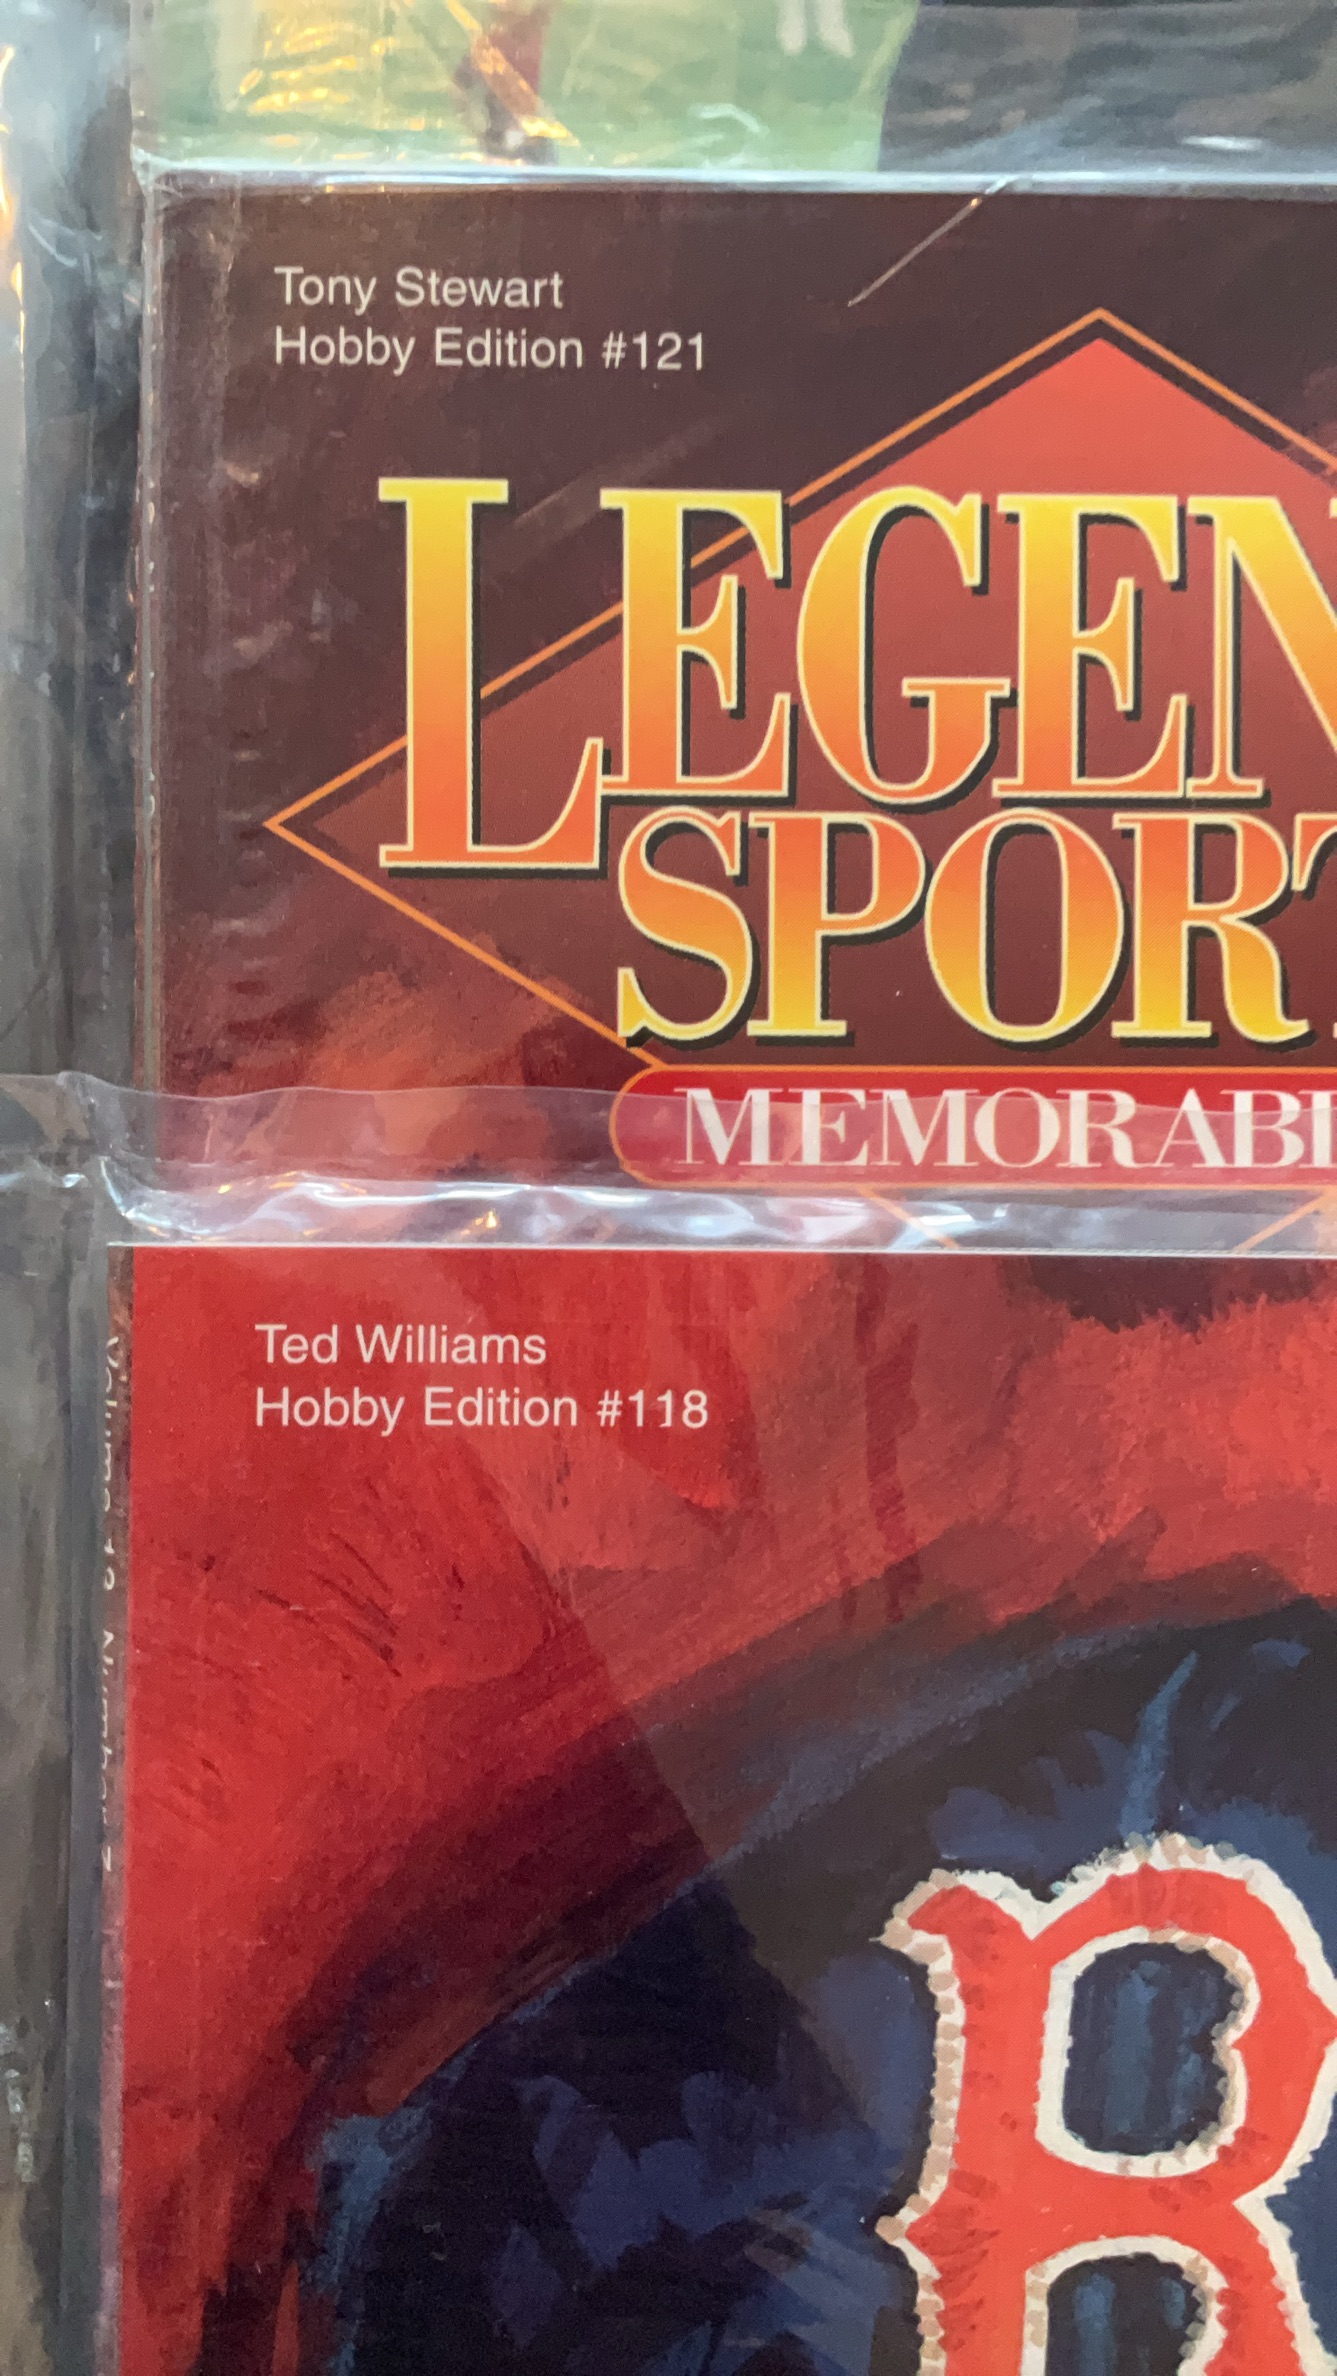 Tony Stewart
Hobby Edition #121
LEGEN
SPORT
MEMORABI
Ted Williams
Hobby Edition #118
B